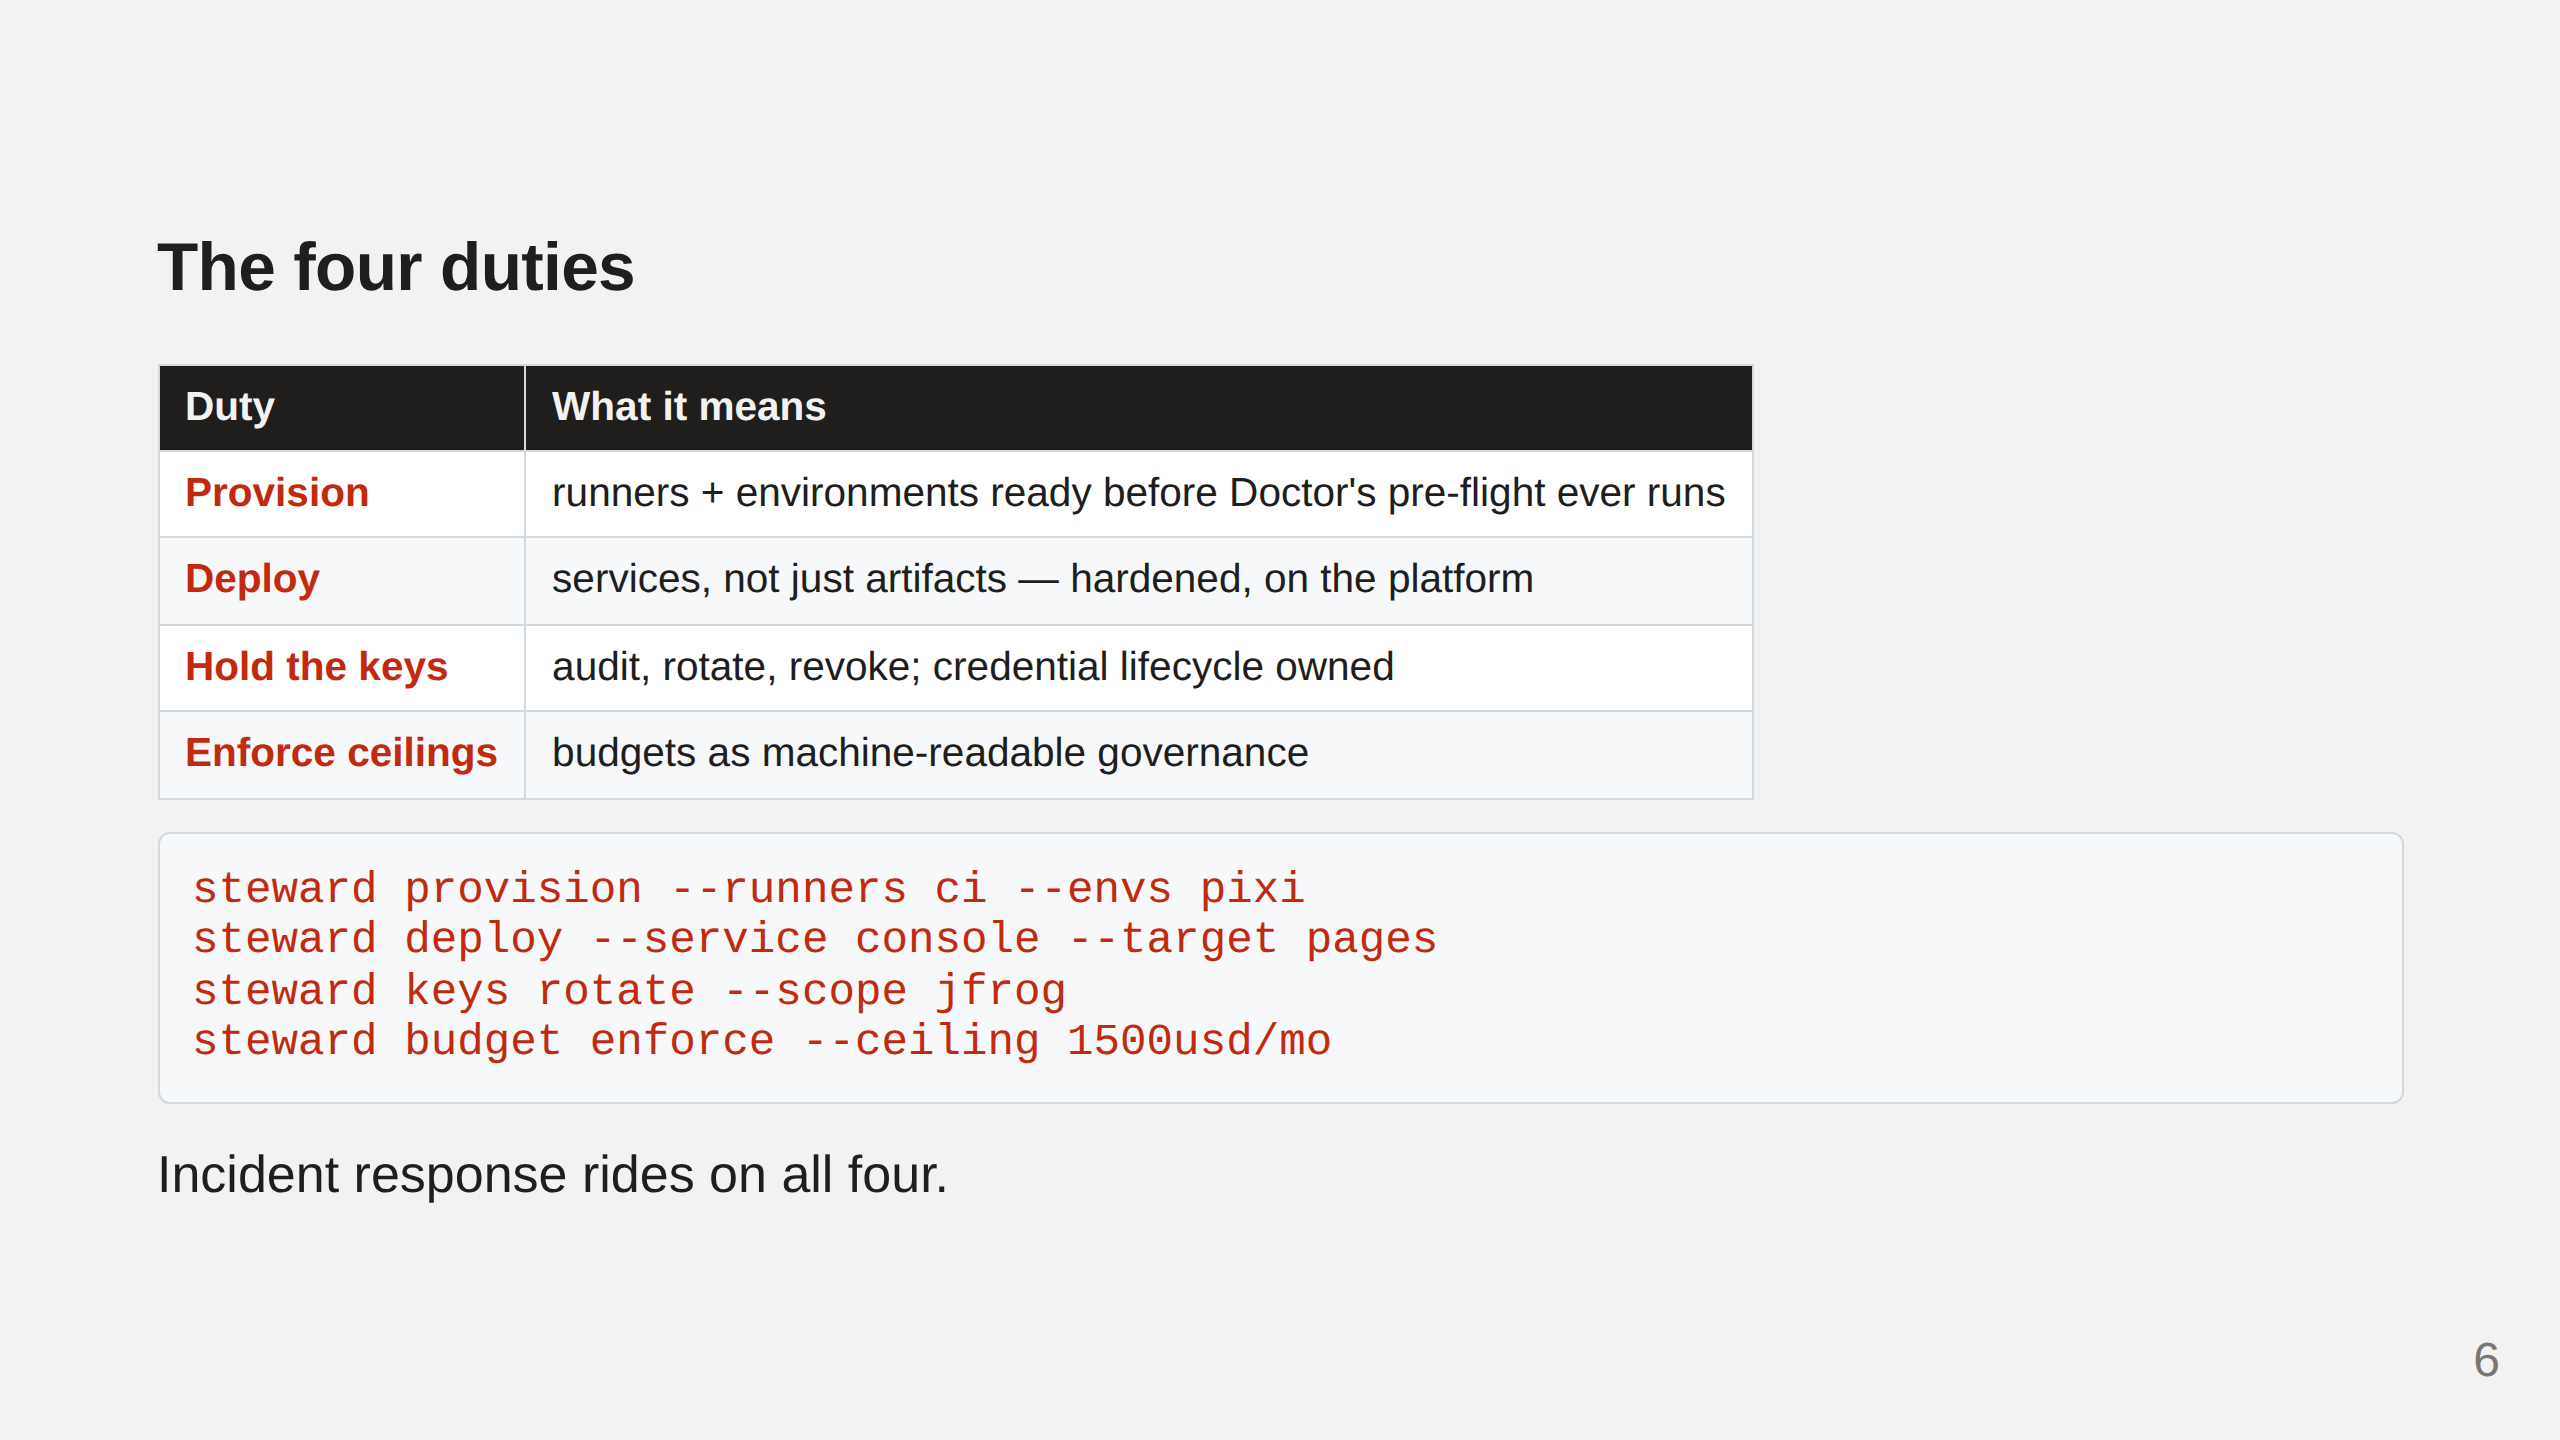 The four duties
Duty What it means
Provision runners + environments ready before Doctor's pre-flight ever runs
Deploy services, not just artifacts — hardened, on the platform
Hold the keys audit, rotate, revoke; credential lifecycle owned
Enforce ceilings budgets as machine-readable governance
steward provision --runners ci --envs pixi
steward deploy --service console --target pages
steward keys rotate --scope jfrog
steward budget enforce --ceiling 1500usd/mo
Incident response rides on all four.
6